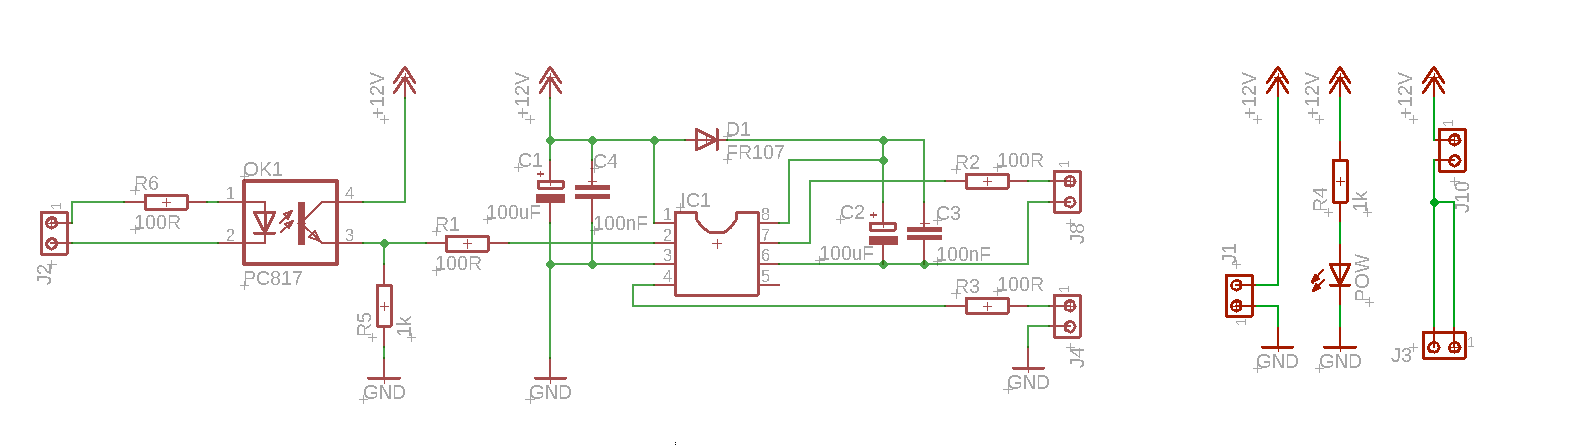 +12V
+12V
+12V
+12V
+12V
OK1
R6
100R
1
2
4
3
PC817
J2
1
R1
100R
R5
1k
GND
C1
100uF
C4
100nF
GND
D1
FR107
IC1
1
2
3
4
8
7
6
5
C2
100uF
C3
100nF
R2
100R
1
J8
R3
100R
1
J4
GND
J1
1
GND
R4
1k
POW
GND
1
J10
J3
1